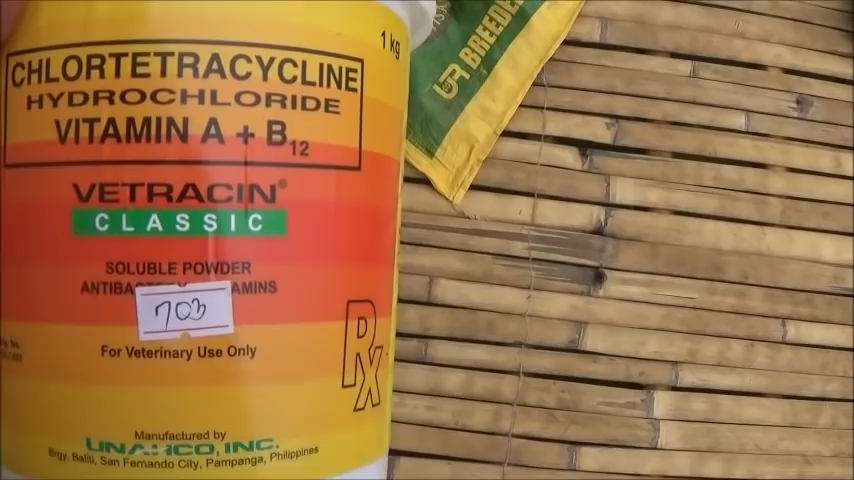 1 kg
CHLORTETRACYCLINE
HYDROCHLORIDE
VITAMIN A + B12
VETRACIN®
CLASSIC
SOLUBLE POWDER
703
For Veterinary Use Only
Rx
Manufactured by
UNAHCO, INC.
Brgy. Baliti, San Fernando City, Pampanga, Philippines
BREEDER